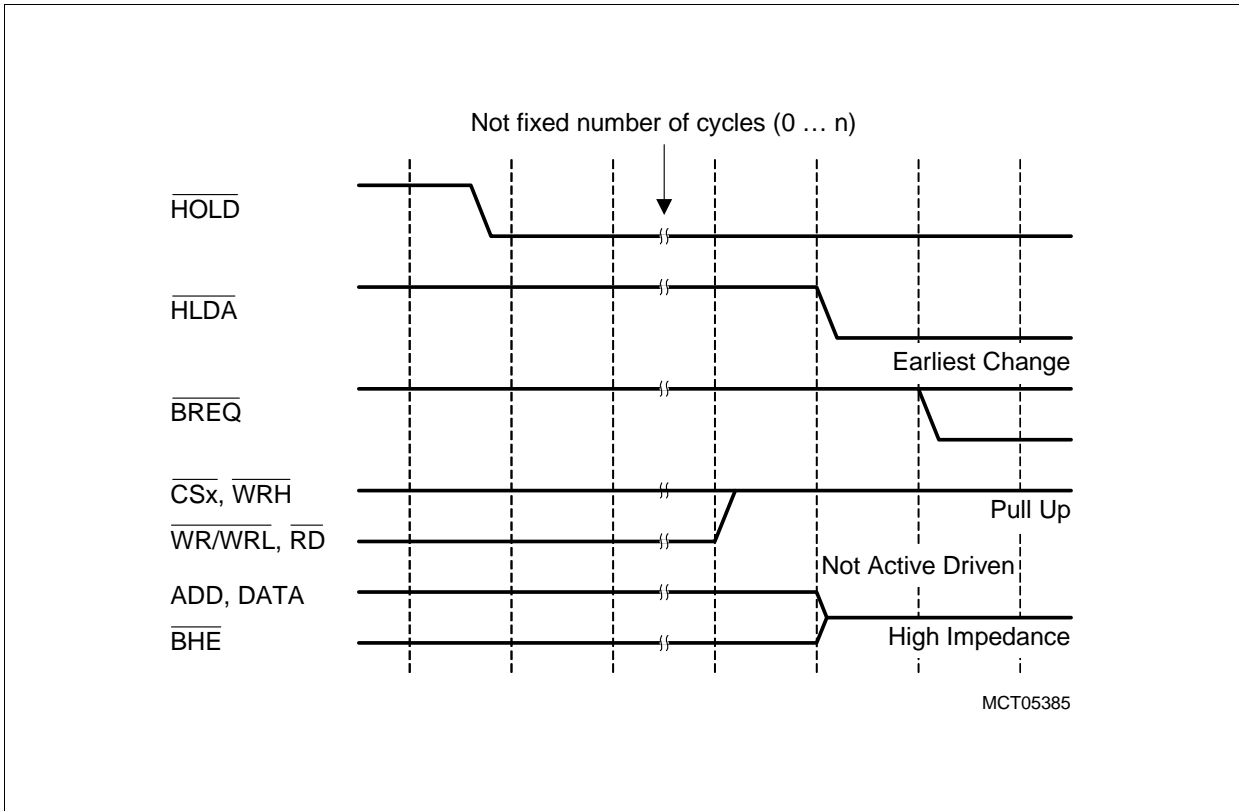 Not fixed number of cycles (0 … n)
HOLD
HLDA
Earliest Change
BREQ
CSx, WRH
Pull Up
WR/WRL, RD
Not Active Driven
ADD, DATA
BHE
High Impedance
MCT05385